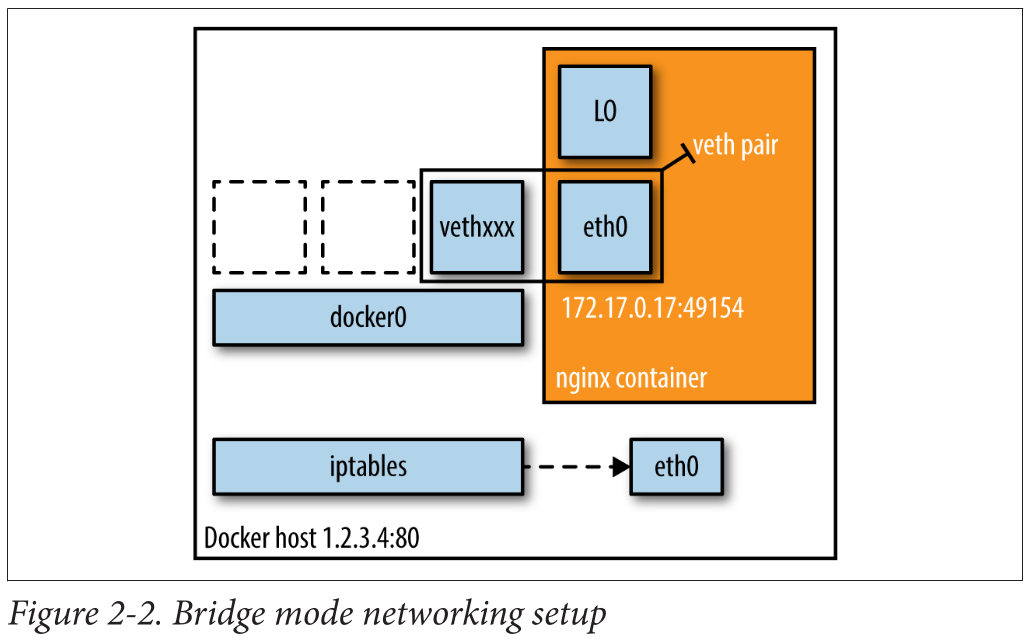 LO
veth pair
vethxxx
eth0
docker0
172.17.0.17:49154
nginx container
iptables
eth0
Docker host 1.2.3.4:80
Figure 2-2. Bridge mode networking setup